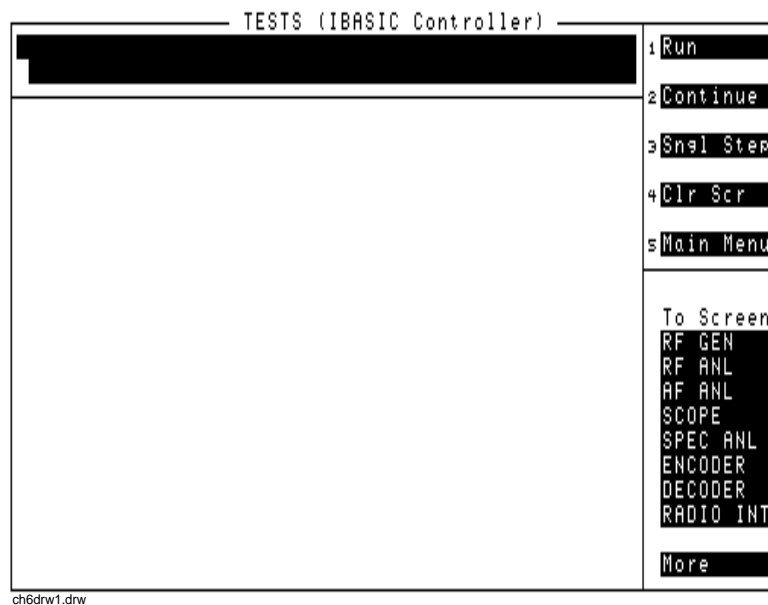 TESTS (IBASIC Controller)
1 Run
2 Continue
3 Sngl Step
4 Clr Scr
5 Main Menu
To Screen
RF GEN
RF ANL
AF ANL
SCOPE
SPEC ANL
ENCODER
DECODER
RADIO INT
More
ch6drw1.drw